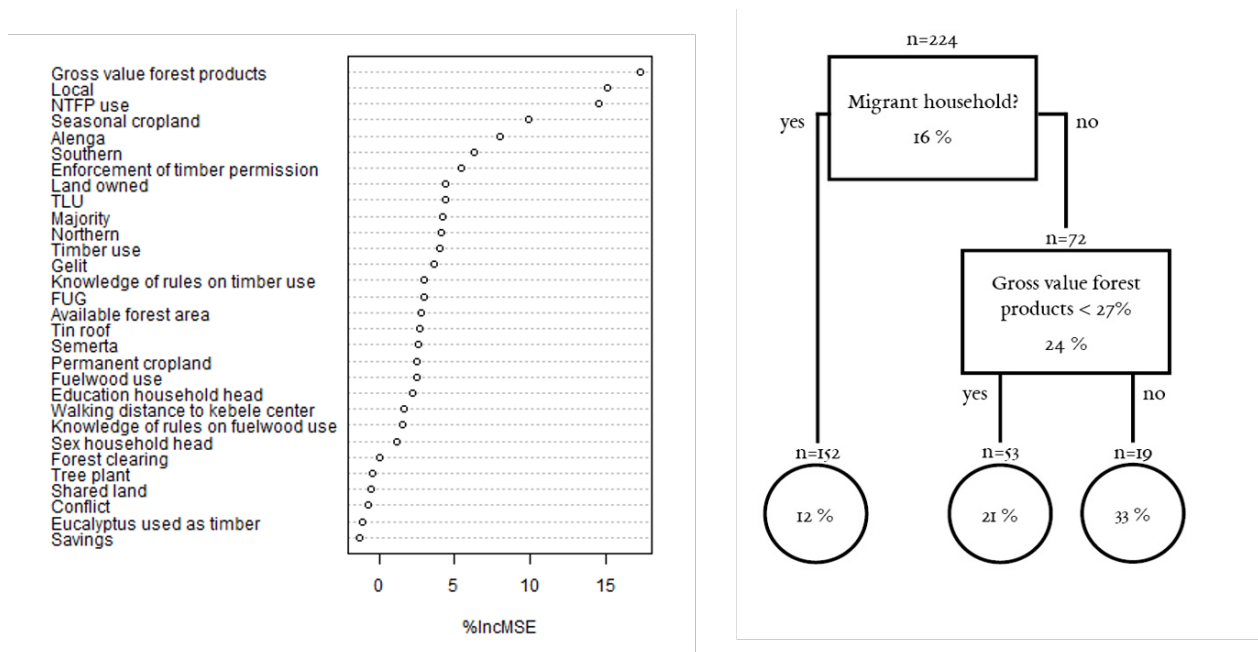 Gross value forest products
Local
NTFP use
Seasonal cropland
Alenga
Southern
Enforcement of timber permission
Land owned
TLU
Majority
Northern
Timber use
Gelit
Knowledge of rules on timber use
FUG
Available forest area
Tin roof
Semerta
Permanent cropland
Fuelwood use
Education household head
Walking distance to kebele center
Knowledge of rules on fuelwood use
Sex household head
Forest clearing
Tree plant
Shared land
Conflict
Eucalyptus used as timber
Savings
0 5 10 15
%IncMSE
n=224
Migrant household?
16 %
yes
no
n=72
Gross value forest
products < 27%
24 %
yes
no
n=152
n=53
n=19
12 %
21 %
33 %